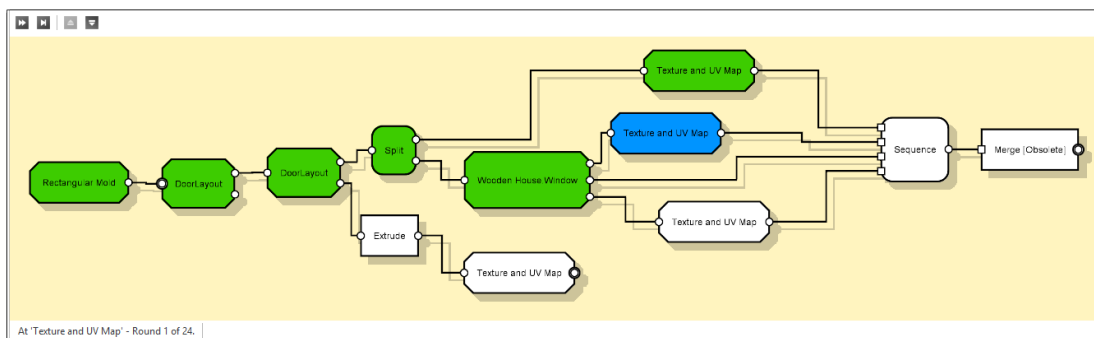 Texture and UV Map
Texture and UV Map
Split
Sequence
Merge [Obsolete]
Rectangular Mold
DoorLayout
DoorLayout
Wooden House Window
Texture and UV Map
Extrude
Texture and UV Map
At 'Texture and UV Map' - Round 1 of 24.